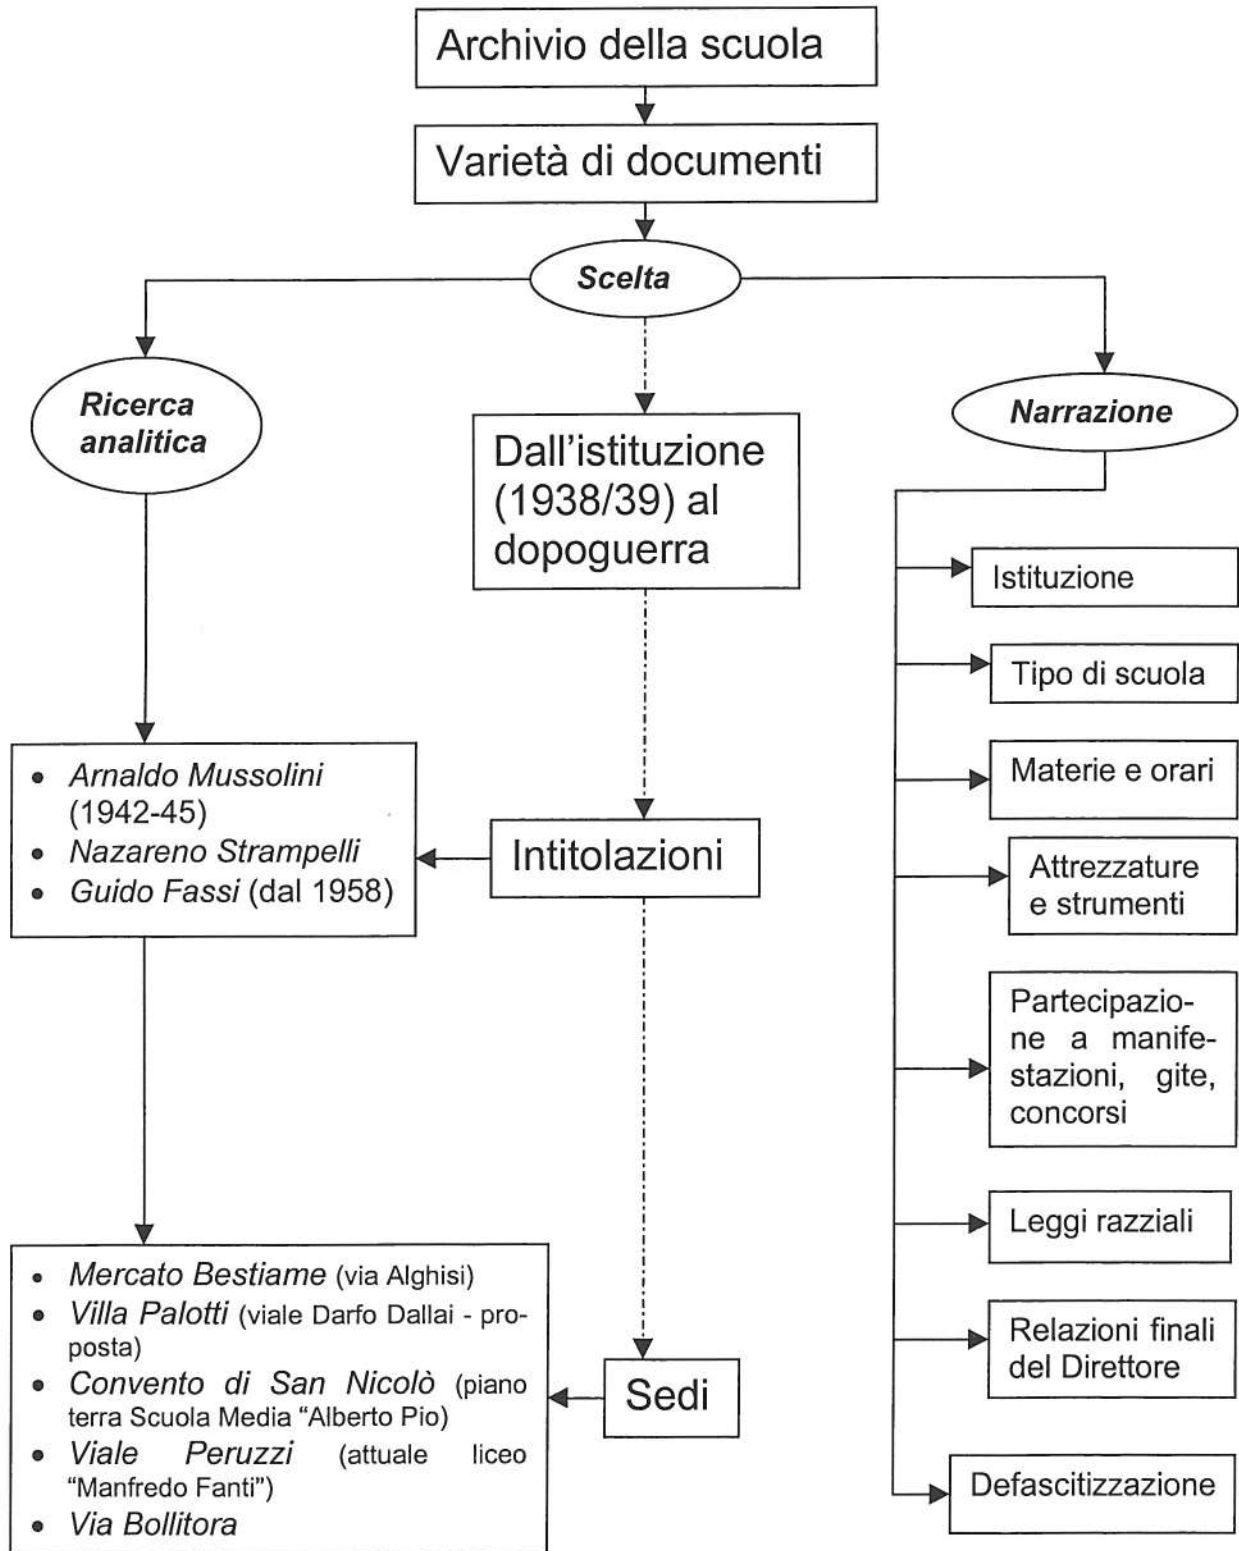 Archivio della scuola
Varietà di documenti
Scelta
Ricerca
analitica
Dall'istituzione
(1938/39) al
dopoguerra
Narrazione
Istituzione
Tipo di scuola
Materie e orari
Attrezzature
e strumenti
Partecipazio-
ne a manife-
stazioni, gite,
concorsi
Leggi razziali
Relazioni finali
del Direttore
Defascitizzazione
• Arnaldo Mussolini
(1942-45)
• Nazareno Strampelli
• Guido Fassi (dal 1958)
Intitolazioni
• Mercato Bestiame (via Alghisi)
• Villa Palotti (viale Darfo Dallai - pro-
posta)
• Convento di San Nicolò (piano
terra Scuola Media “Alberto Pio)
• Viale Peruzzi (attuale liceo
“Manfredo Fanti”)
• Via Bollitora
Sedi